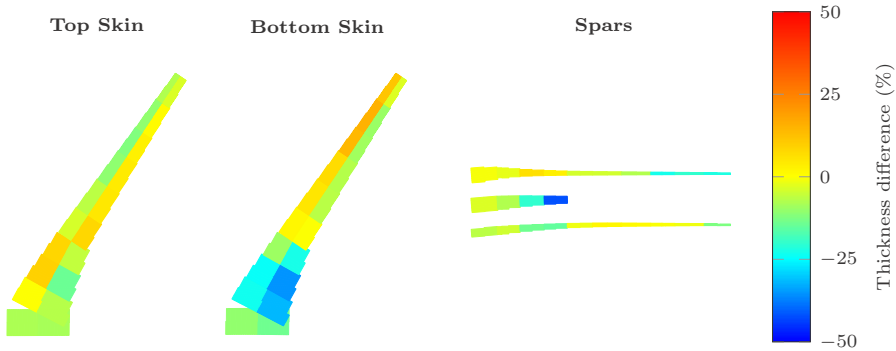 Top Skin
Bottom Skin
Spars
50
25
0
−25
−50
Thickness difference (%)